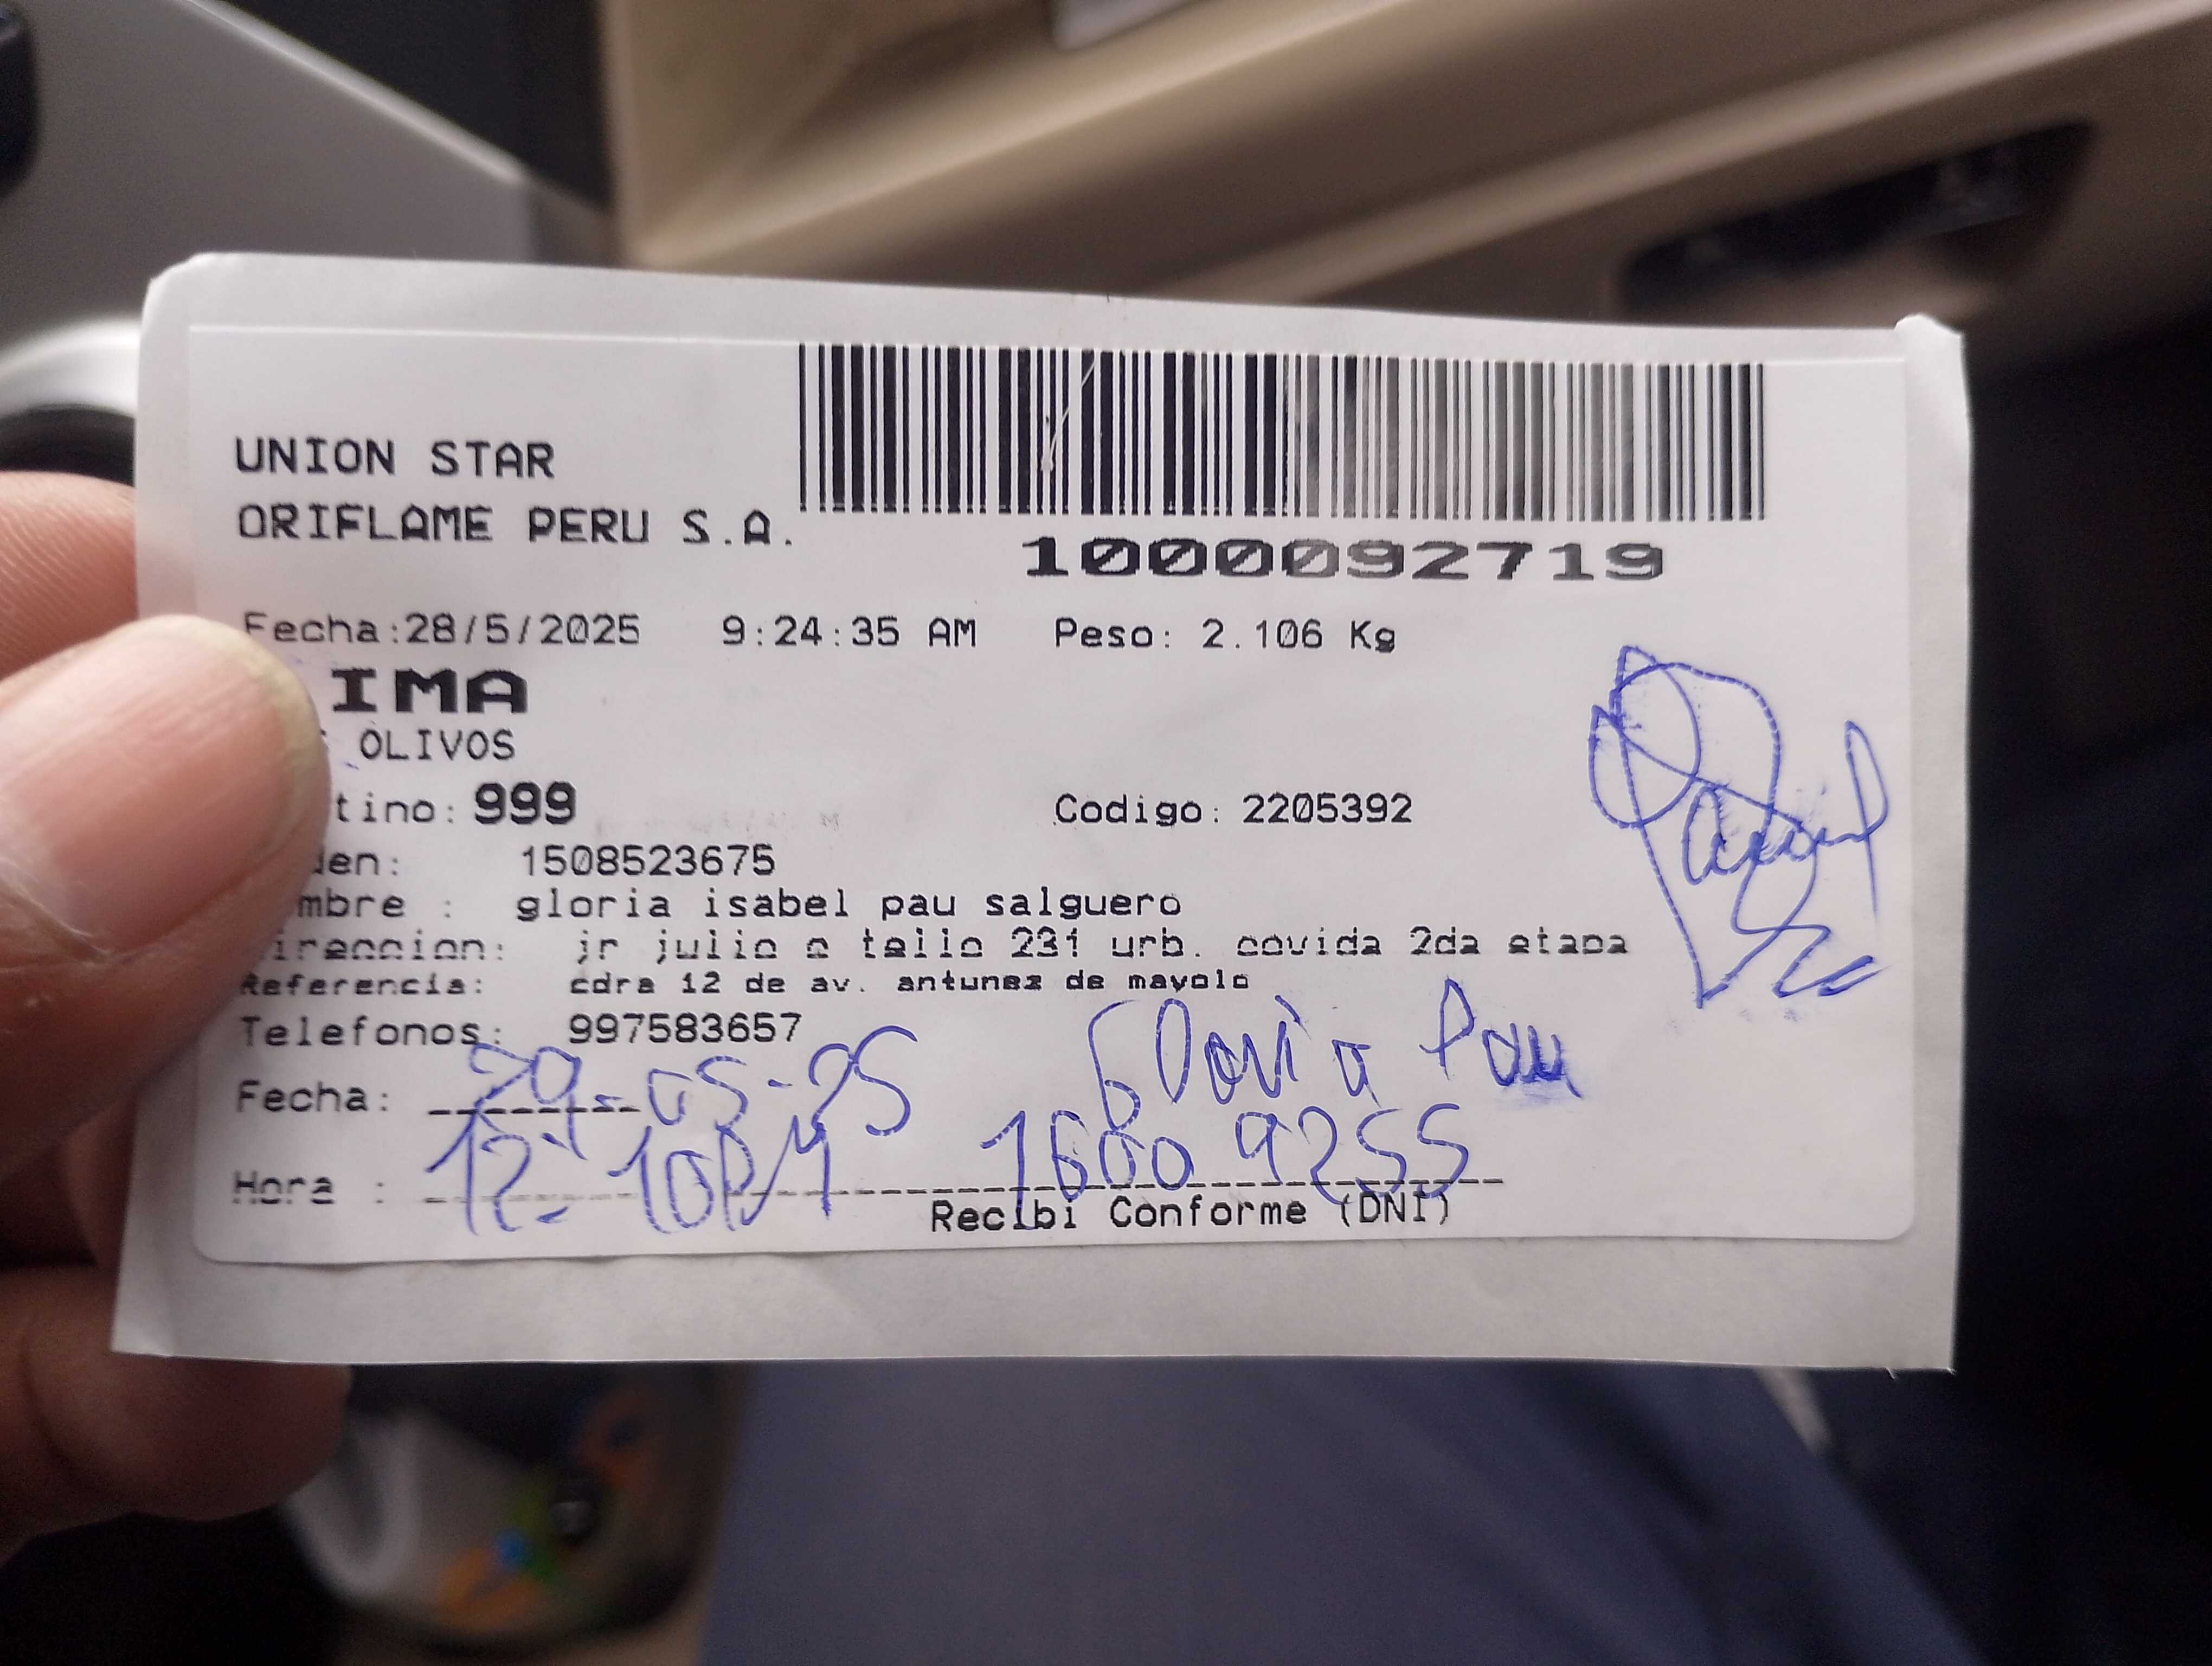 UNION STAR
ORIFLAME PERU S.A.
1000092719
Fecha:28/5/2025 9:24:35 AM Peso: 2.106 Kg
IMA
OLIVOS
tino: 999 Codigo: 2205392
den: 1508523675
mbre : gloria isabel pau salguero
ireccion: jr julio c tello 231 urb. covida 2da etapa
Referencia: cdra 12 de av. antunez de mayolo
Telefonos: 997583657
Fecha: 29-05-25 Gloria Pau
Hora : 12:10PM 16009255
Recibi Conforme (DNI)